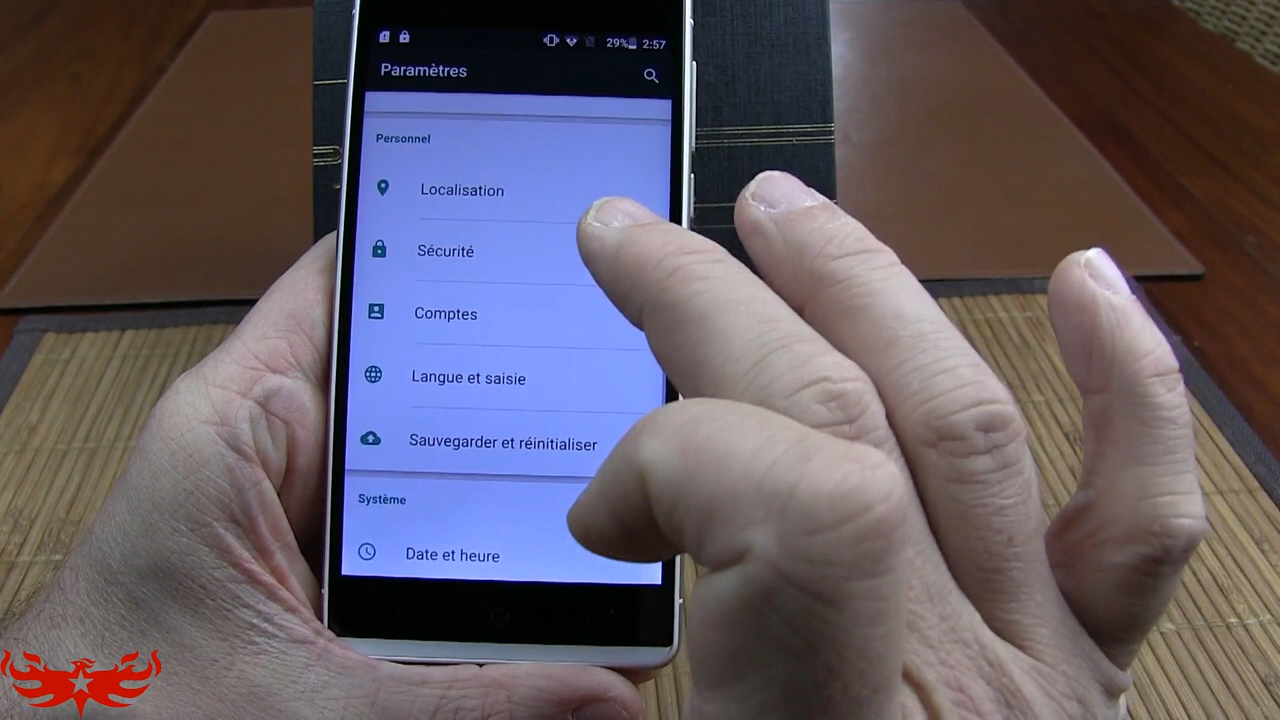 29% 2:57
Paramètres
Personnel
Localisation
Sécurité
Comptes
Langue et saisie
Sauvegarder et réinitialiser
Système
Date et heure